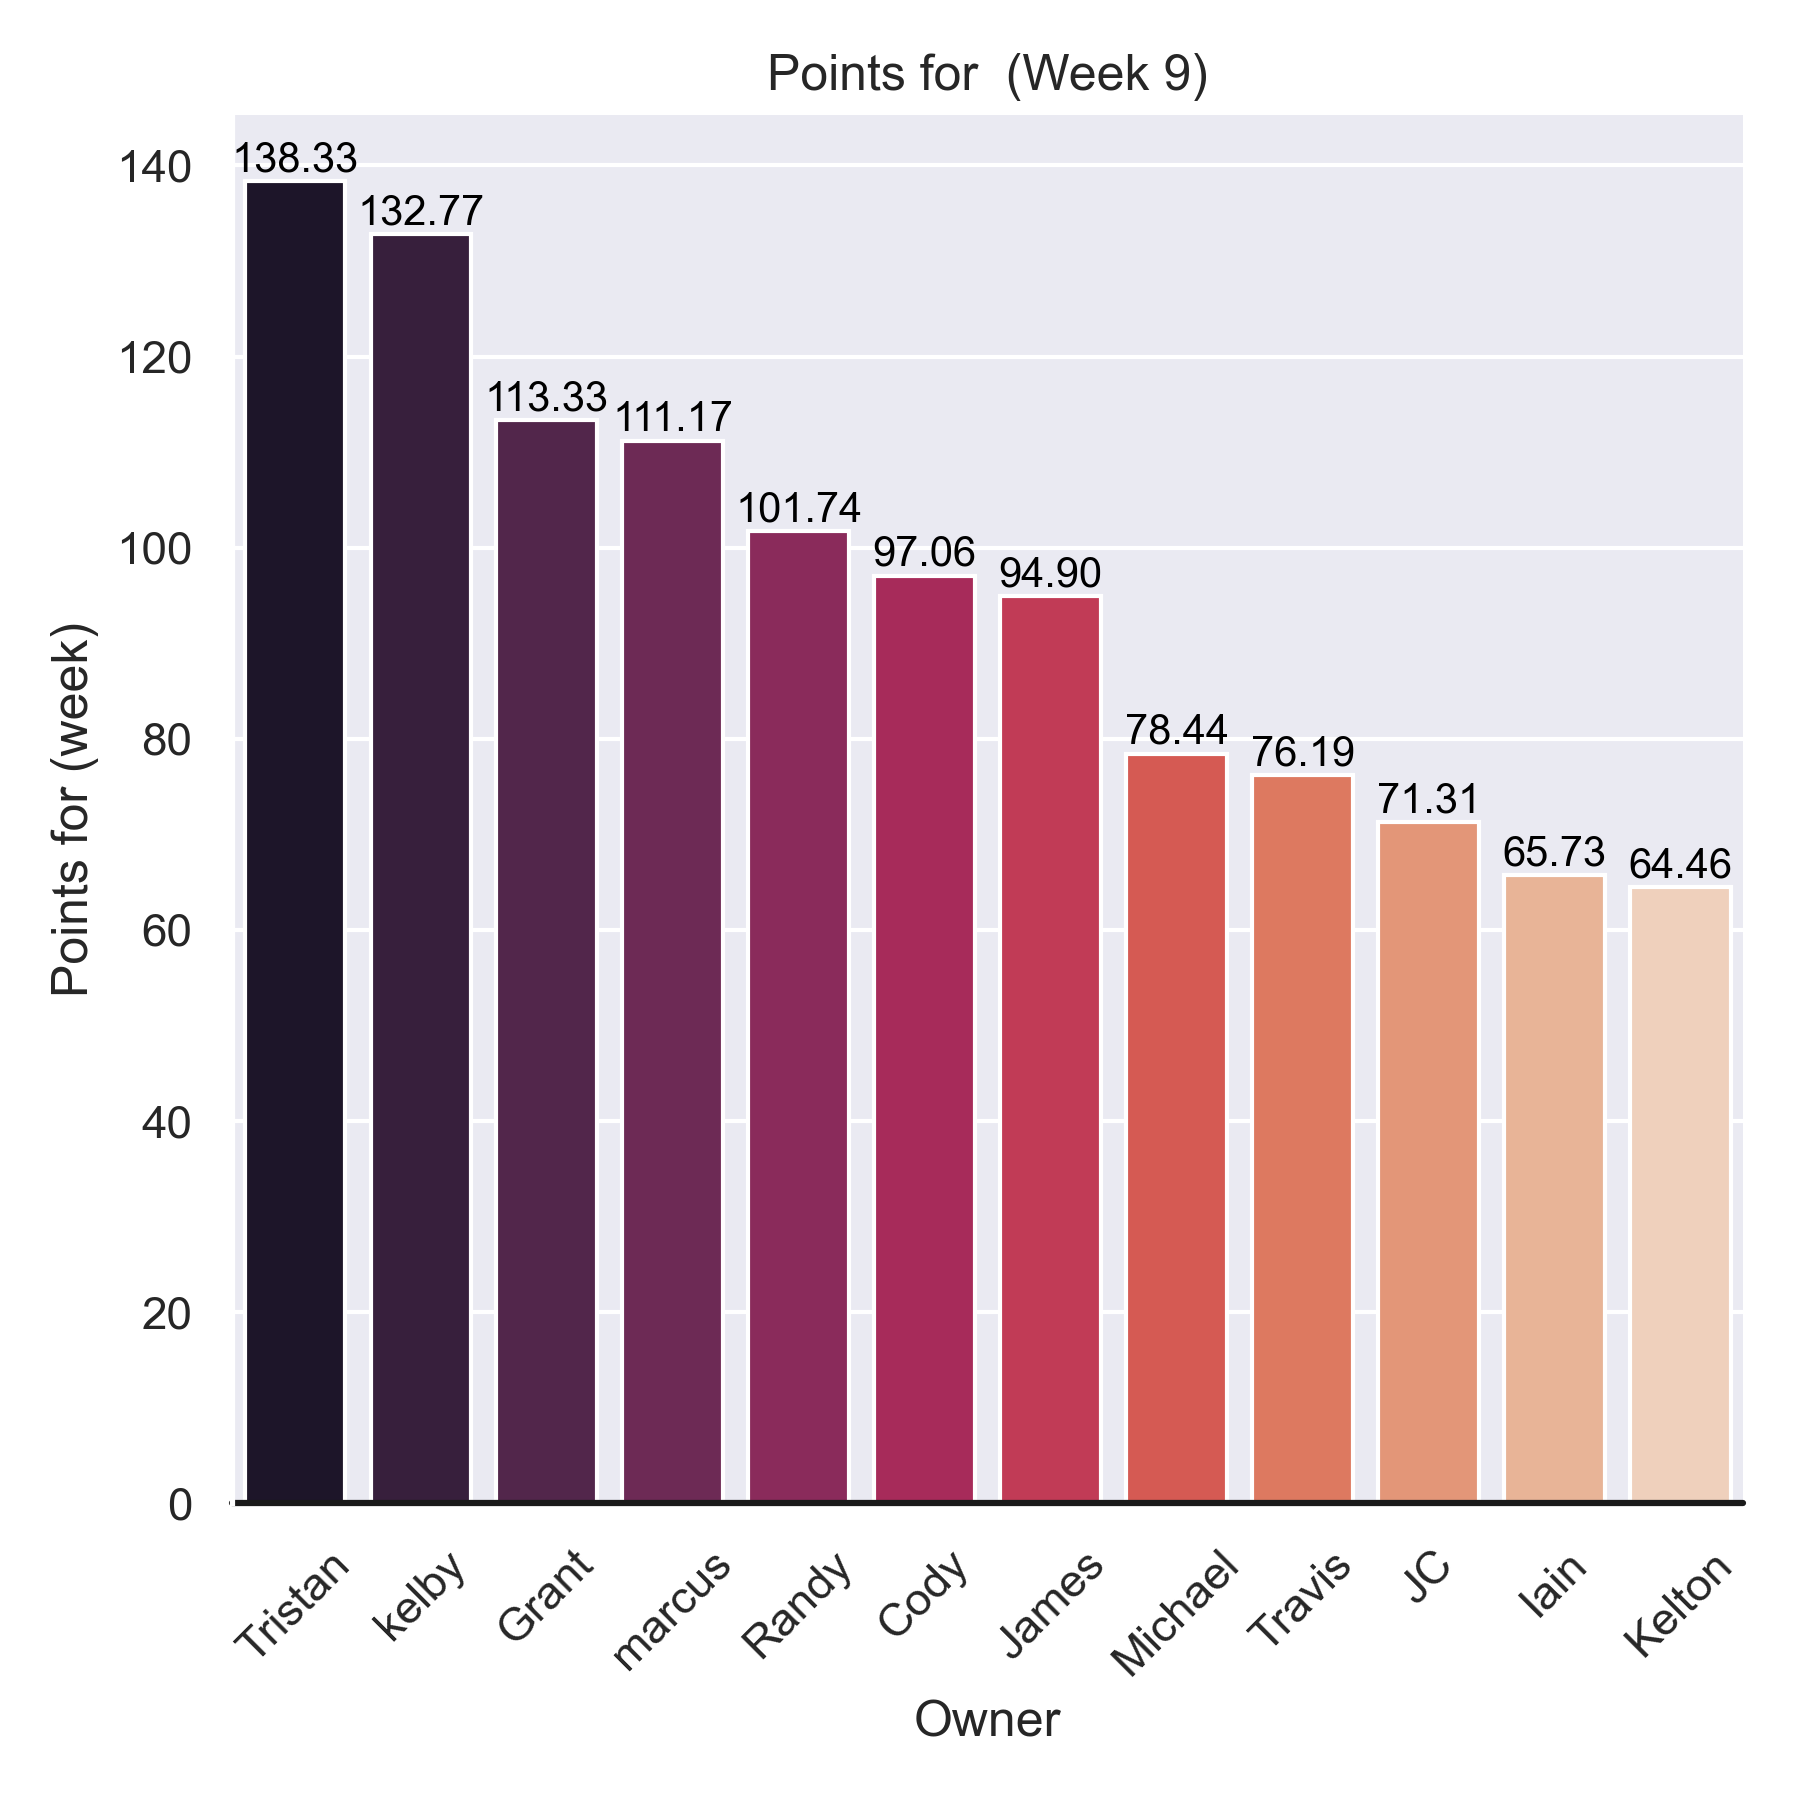 Points for  (Week 9)
Points for (week)
140
120
100
80
60
40
20
0
138.33
132.77
113.33
111.17
101.74
97.06
94.90
78.44
76.19
71.31
65.73
64.46
Tristan
kelby
Grant
marcus
Randy
Cody
James
Michael
Travis
JC
Iain
Kelton
Owner